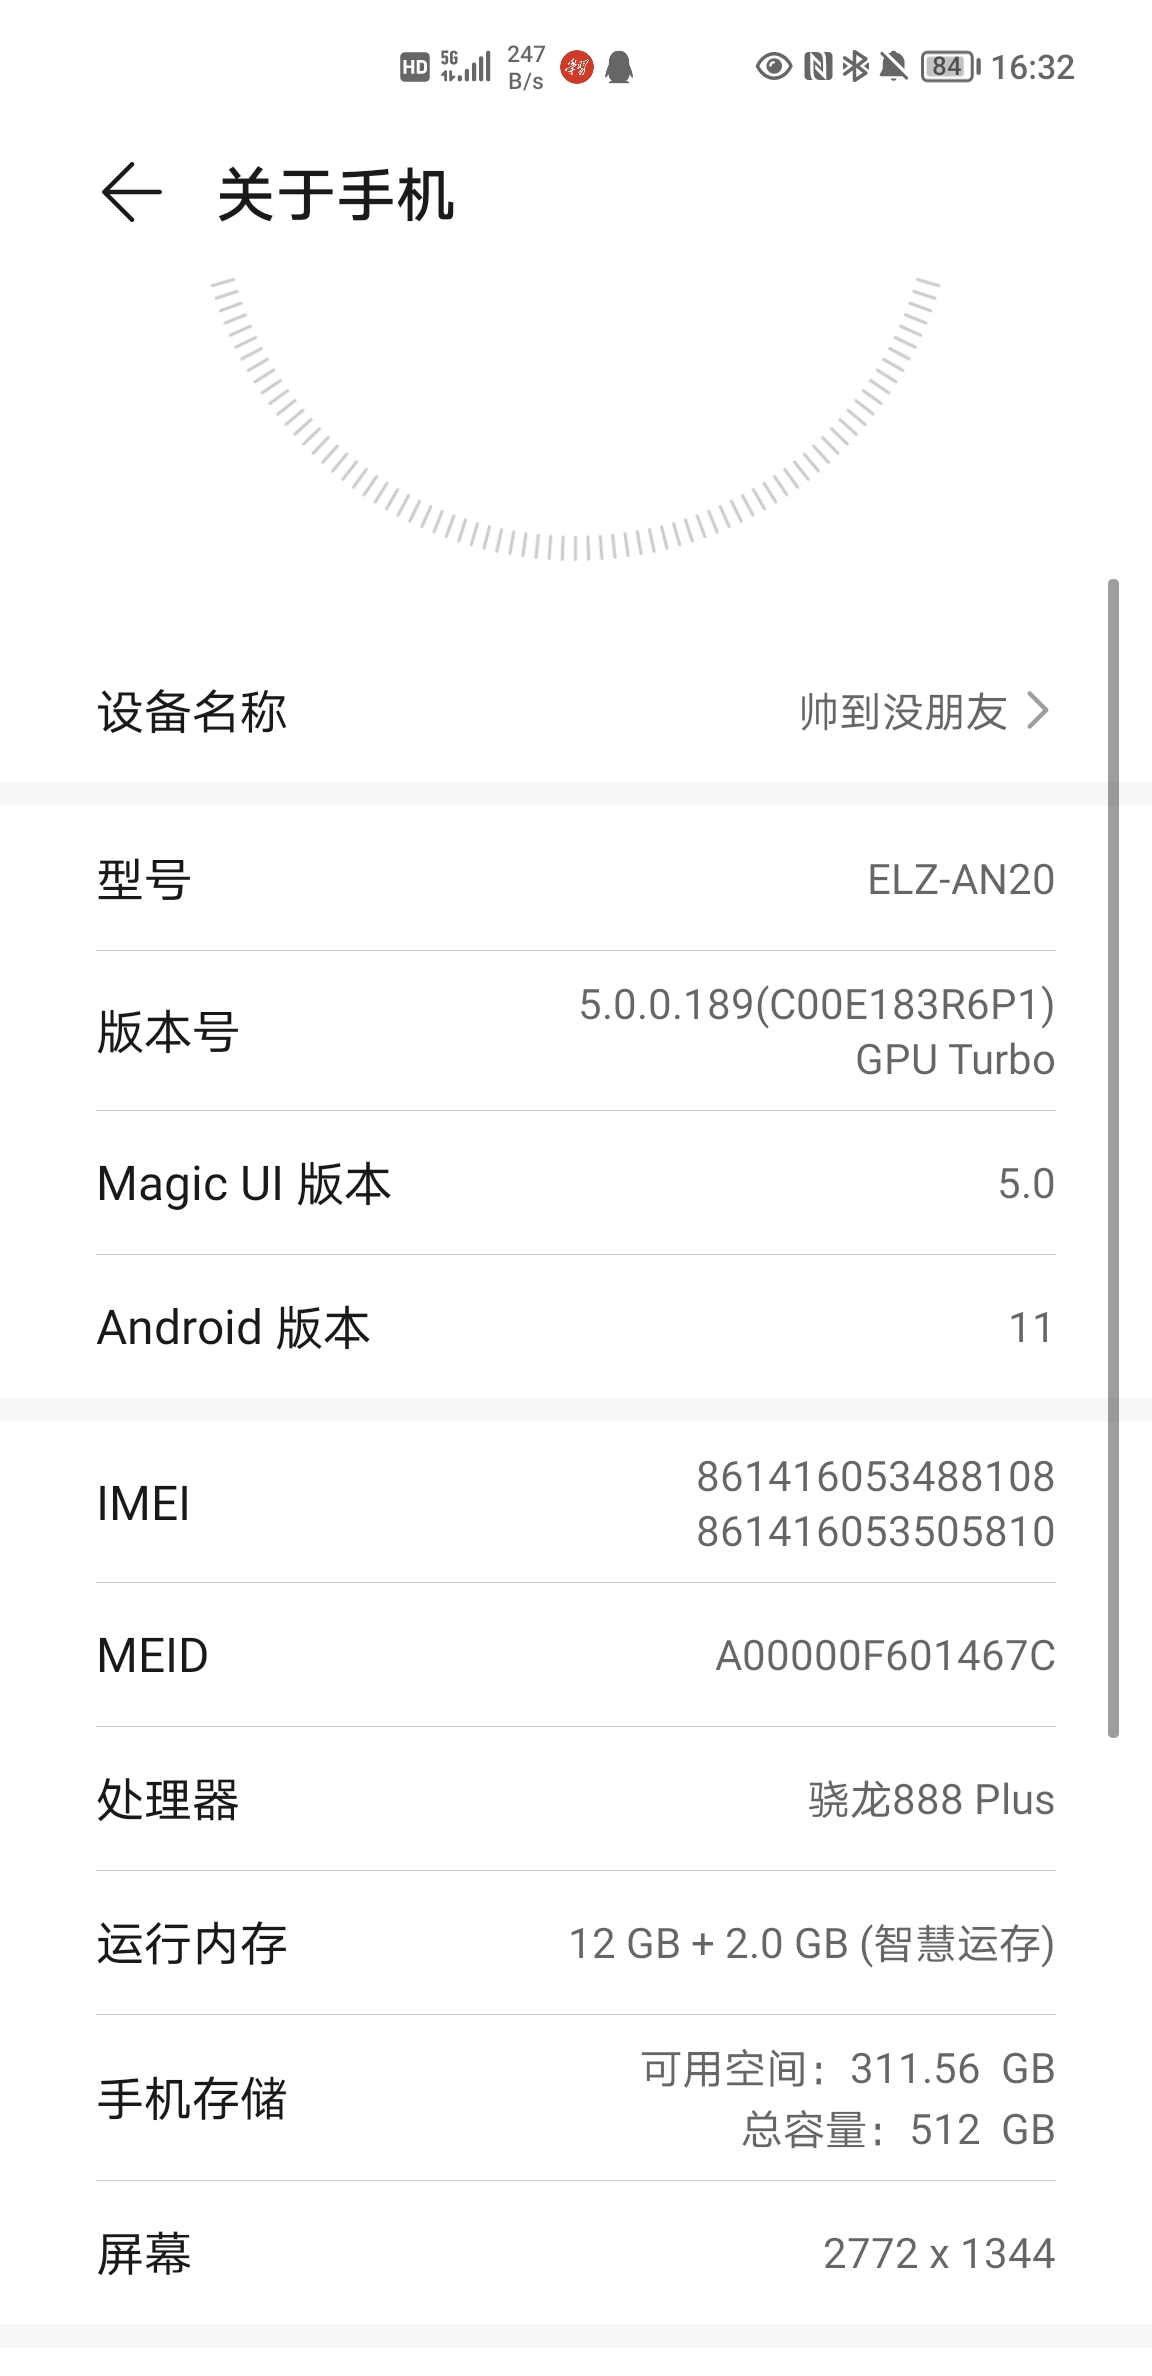 HD 5G 247 B/s 学习 84 16:32
关于手机
设备名称 帅到没朋友
型号 ELZ-AN20
版本号 5.0.0.189(C00E183R6P1)
GPU Turbo
Magic UI 版本 5.0
Android 版本 11
IMEI 861416053488108
861416053505810
MEID A00000F601467C
处理器 骁龙888 Plus
运行内存 12 GB + 2.0 GB (智慧运存)
手机存储 可用空间：311.56 GB
总容量：512 GB
屏幕 2772 x 1344